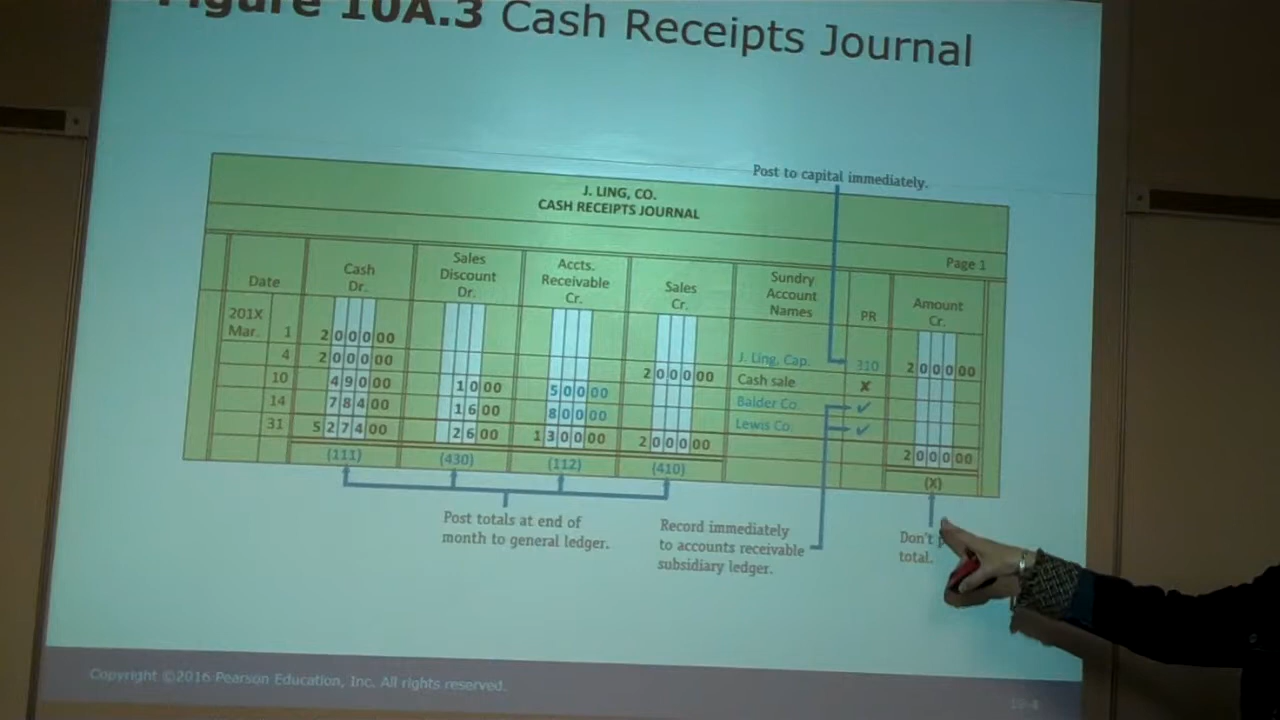 Figure 10A.3 Cash Receipts Journal
Post to capital immediately.
J. LING, CO.
CASH RECEIPTS JOURNAL
Page 1
Date Cash Dr. Sales Discount Dr. Accts. Receivable Cr. Sales Cr. Sundry Account Names PR Amount Cr.
201X
Mar. 1 2 0 0 0 00 J. Ling, Cap. 310 2 0 0 0 00
4 2 0 0 0 00 2 0 0 0 00 Cash sale X
10 4 9 0 00 1 0 00 5 0 0 00 Balder Co. ✓
14 7 8 4 00 1 6 00 8 0 0 00 Lewis Co. ✓
31 5 2 7 4 00 2 6 00 1 3 0 0 00 2 0 0 0 00 2 0 0 0 00
(111) (430) (112) (410) (X)
Post totals at end of
month to general ledger.
Record immediately
to accounts receivable
subsidiary ledger.
Don't
total.
Copyright ©2016 Pearson Education, Inc. All rights reserved.